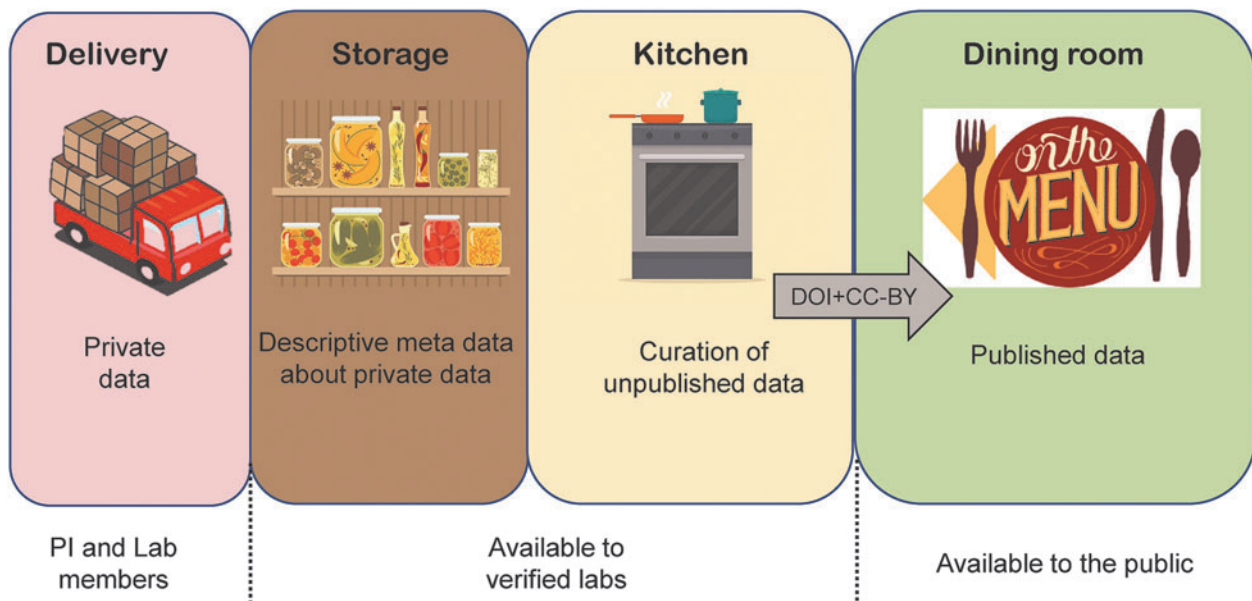 Delivery
Storage
Kitchen
Dining room
on the
MENU
DOI+CC-BY
Private
data
Descriptive meta data
about private data
Curation of
unpublished data
Published data
PI and Lab
members
Available to
verified labs
Available to the public